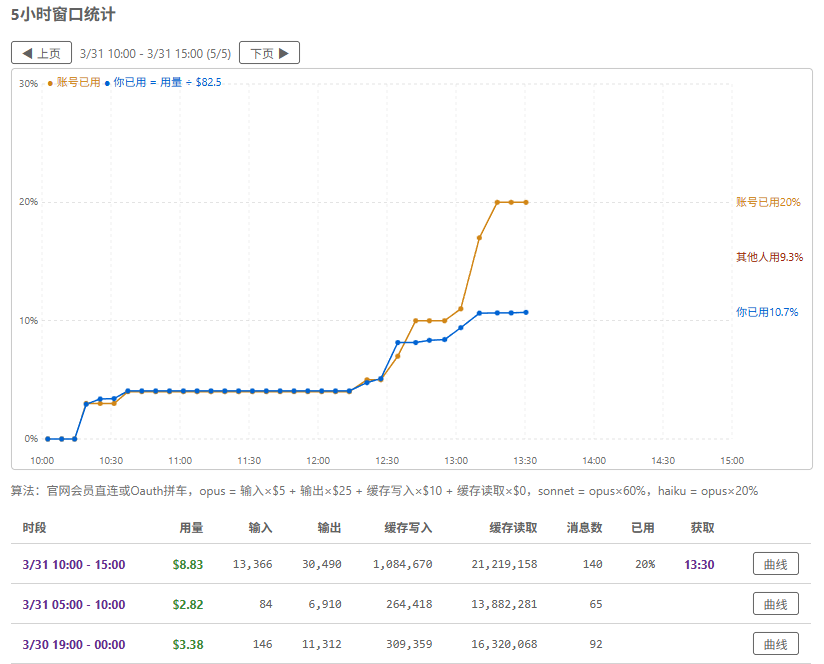 5小时窗口统计
◀ 上页 3/31 10:00 - 3/31 15:00 (5/5) 下页 ▶
30% ● 账号已用 ● 你已用 = 用量 ÷ $82.5
20% 账号已用20%
其他人用9.3%
10% 你已用10.7%
0%
10:00 10:30 11:00 11:30 12:00 12:30 13:00 13:30 14:00 14:30 15:00
算法：官网会员直连或Oauth拼车，opus = 输入×$5 + 输出×$25 + 缓存写入×$10 + 缓存读取×$0，sonnet = opus×60%，haiku = opus×20%
时段 用量 输入 输出 缓存写入 缓存读取 消息数 已用 获取
3/31 10:00 - 15:00 $8.83 13,366 30,490 1,084,670 21,219,158 140 20% 13:30 曲线
3/31 05:00 - 10:00 $2.82 84 6,910 264,418 13,882,281 65 曲线
3/30 19:00 - 00:00 $3.38 146 11,312 309,359 16,320,068 92 曲线